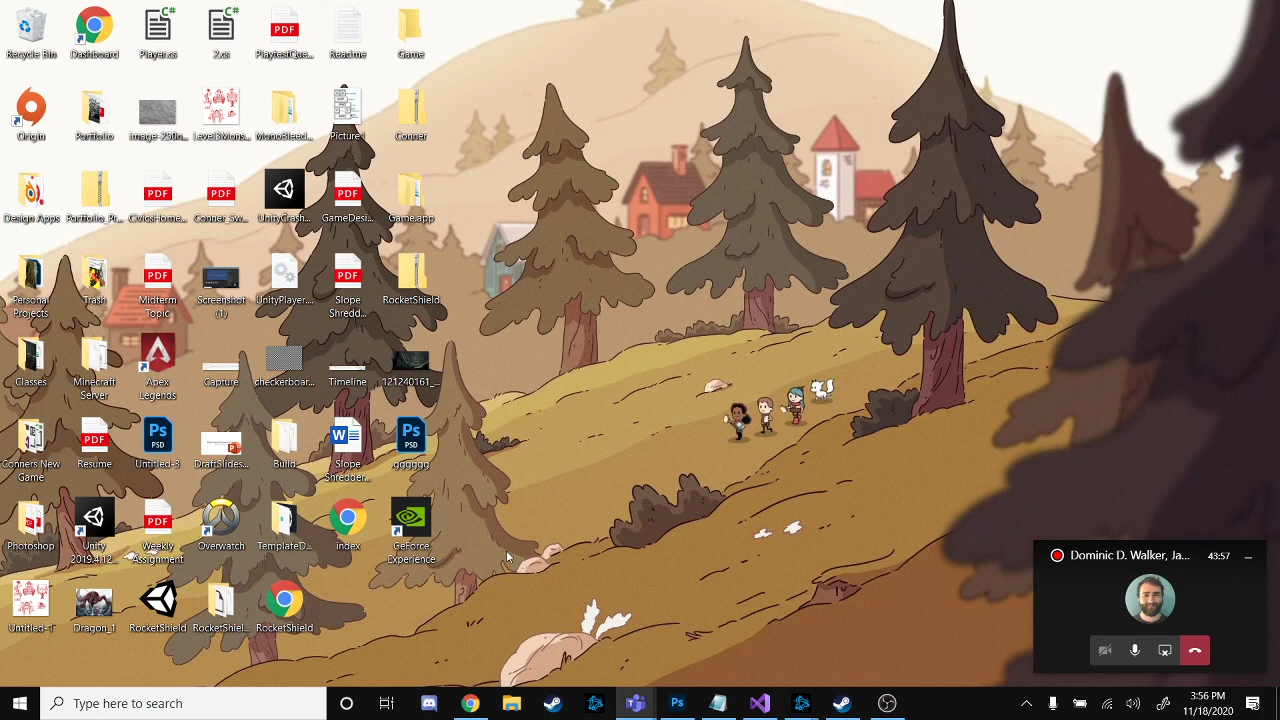 Recycle Bin
Dashboard
Player.cs
2.cs
PlaytestQue...
Readme
Game
Origin
Portfolio
image-250n...
Level3Mons...
MonoBleed...
Picture1
Conner
Design Apps
Portfolio_Pr...
CivicsHome...
Conner_Sw...
UnityCrash...
GameDesi...
Game.app
Personal Projects
Trash
Midterm Topic
Screenshot (1)
UnityPlayer....
Slope Shredd...
RocketShield
Classes
Minecraft Server
Apex Legends
Capture
checkerboar...
Timeline
121240161_...
Conners New Game
Resume
Untitled-3
DraftSlides...
Build
Slope Shredder...
gggggg
Photoshop
Unity 2019.4.12...
Weekly Assignment
Overwatch
TemplateD...
index
GeForce Experience
Untitled-1
Dragon_1
RocketShield
RocketShiel...
RocketShield
Dominic D. Walker, Ja...
43:57
Type here to search
3:56 PM
11/18/2020